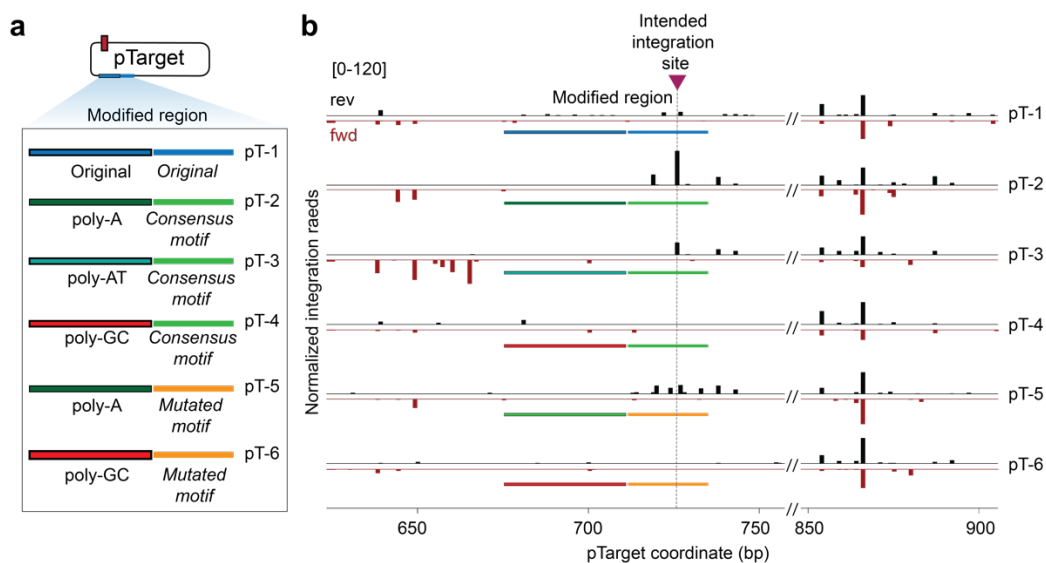 a
pTarget
Modified region
Original
Original
pT-1
poly-A
Consensus
motif
pT-2
poly-AT
Consensus
motif
pT-3
poly-GC
Consensus
motif
pT-4
poly-A
Mutated
motif
pT-5
poly-GC
Mutated
motif
pT-6
b
Intended
integration
site
[0-120]
rev
Modified region
fwd
Normalized integration raeds
pT-1
pT-2
pT-3
pT-4
pT-5
pT-6
//
//
//
//
//
//
//
650
700
750
850
900
pTarget coordinate (bp)